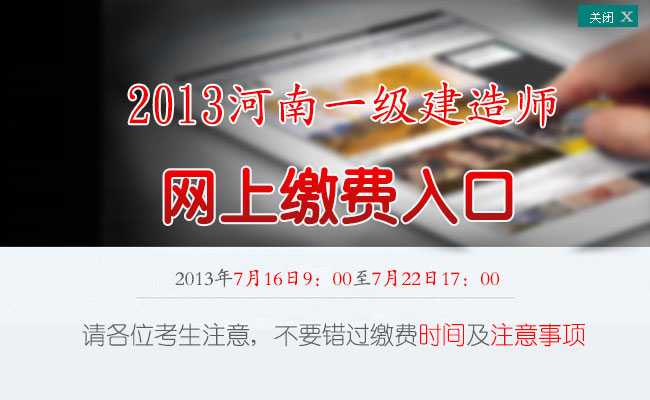 关闭 X
2013河南一级建造师
网上缴费入口
2013年7月16日9：00至7月22日17：00
请各位考生注意，不要错过缴费时间及注意事项